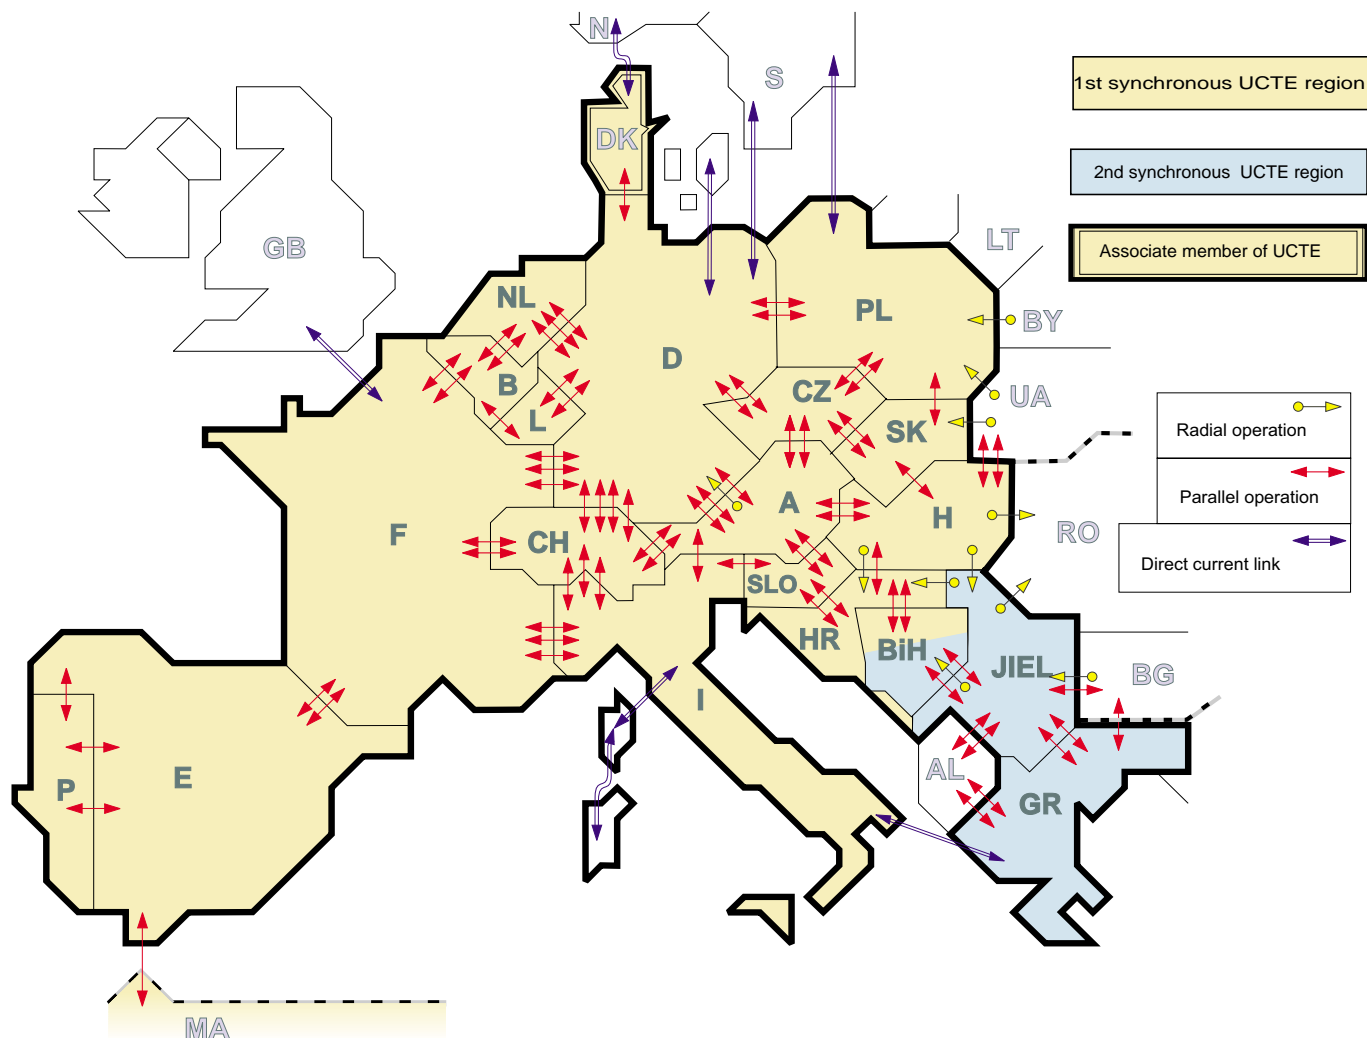 N
S
1st synchronous UCTE region
DK
2nd synchronous UCTE region
GB
LT
Associate member of UCTE
NL
PL
BY
D
B
CZ
UA
L
SK
Radial operation
A
Parallel operation
F
CH
H
RO
Direct current link
SLO
HR
BiH
JIEL
BG
I
P
E
AL
GR
MA